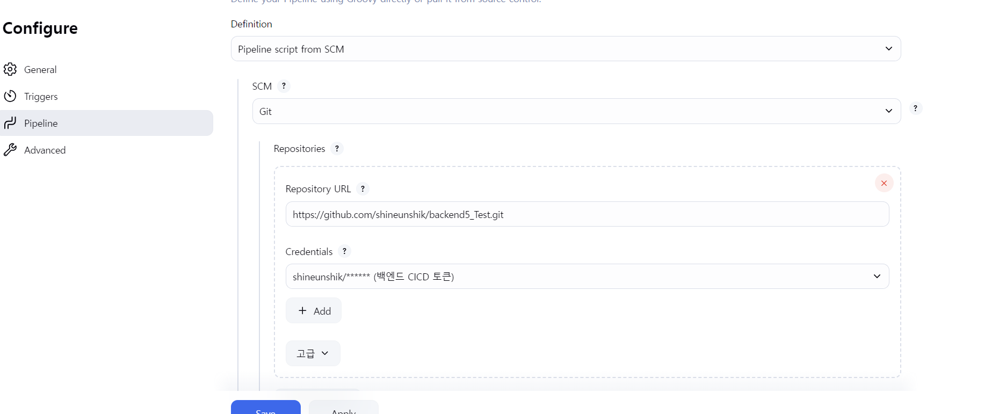 Define your Pipeline using Groovy directly or pull it from source control.
Configure
General
Triggers
Pipeline
Advanced
Definition
Pipeline script from SCM
SCM ?
Git
?
Repositories ?
Repository URL ?
https://github.com/shineunshik/backend5_Test.git
Credentials ?
shineunshik/****** (백엔드 CICD 토큰)
+ Add
고급
Save
Apply